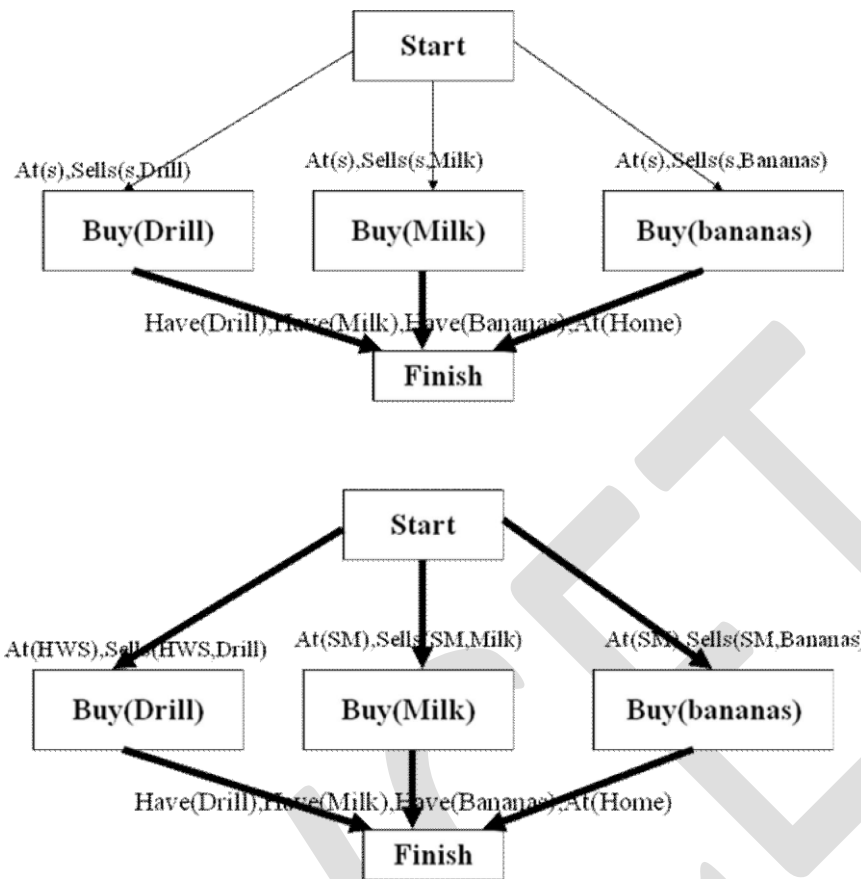 Start
At(s),Sells(s,Drill) At(s),Sells(s,Milk) At(s),Sells(s,Bananas)
Buy(Drill) Buy(Milk) Buy(bananas)
Have(Drill),Have(Milk),Have(Bananas),At(Home)
Finish
Start
At(HWS),Sells(HWS,Drill) At(SM),Sells(SM,Milk) At(SM),Sells(SM,Bananas)
Buy(Drill) Buy(Milk) Buy(bananas)
Have(Drill),Have(Milk),Have(Bananas),At(Home)
Finish